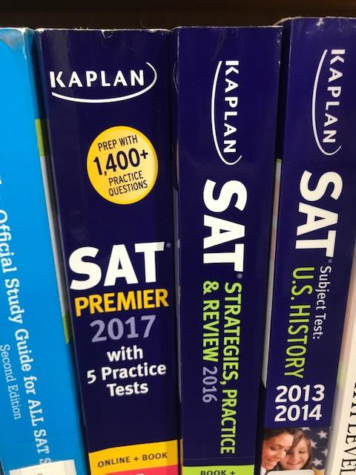 Official Study Guide for ALL SAT
Second Edition
KAPLAN
PREP WITH
1,400+
PRACTICE
QUESTIONS
SAT®
PREMIER
2017
with
5 Practice
Tests
ONLINE + BOOK
KAPLAN
SAT®
STRATEGIES, PRACTICE
& REVIEW 2016
BOOK +
KAPLAN
SAT®
Subject Test:
U.S. HISTORY
2013
2014